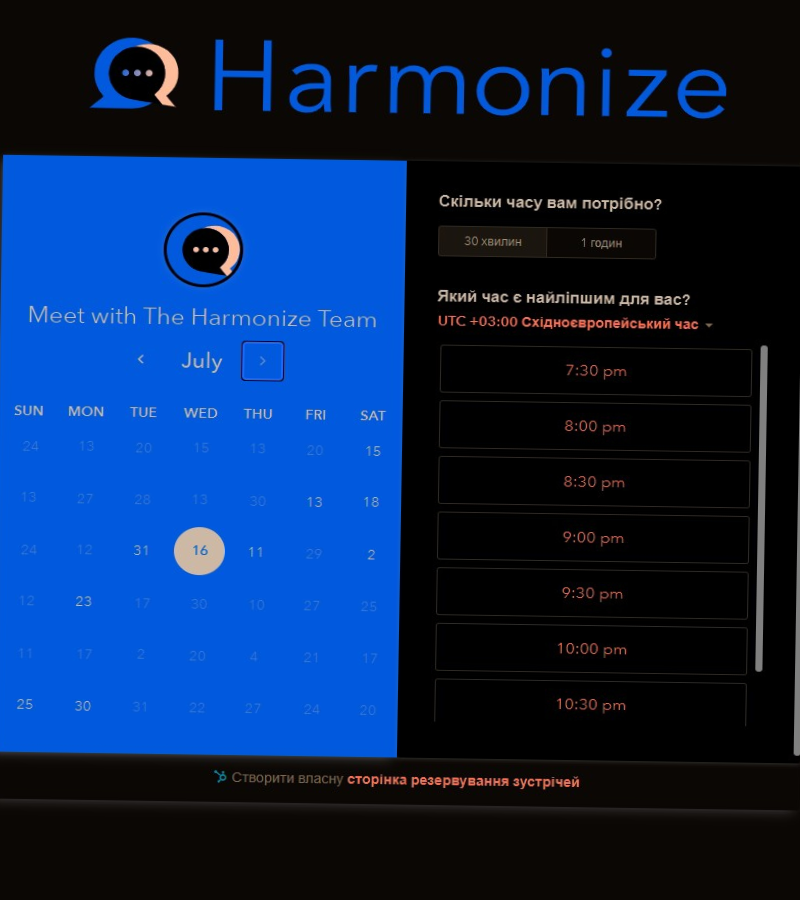 Harmonize
Meet with The Harmonize Team
July
SUN MON TUE WED THU FRI SAT
24 13 20 15 13 20 15
13 27 28 13 30 13 18
24 12 31 16 11 29 2
12 23 17 30 10 27 25
11 17 2 20 4 21 17
25 30 31 22 27 24 20
Скільки часу вам потрібно?
30 хвилин 1 годин
Який час є найліпшим для вас?
UTC +03:00 Східноєвропейський час
7:30 pm
8:00 pm
8:30 pm
9:00 pm
9:30 pm
10:00 pm
10:30 pm
Створити власну сторінка резервування зустрічей